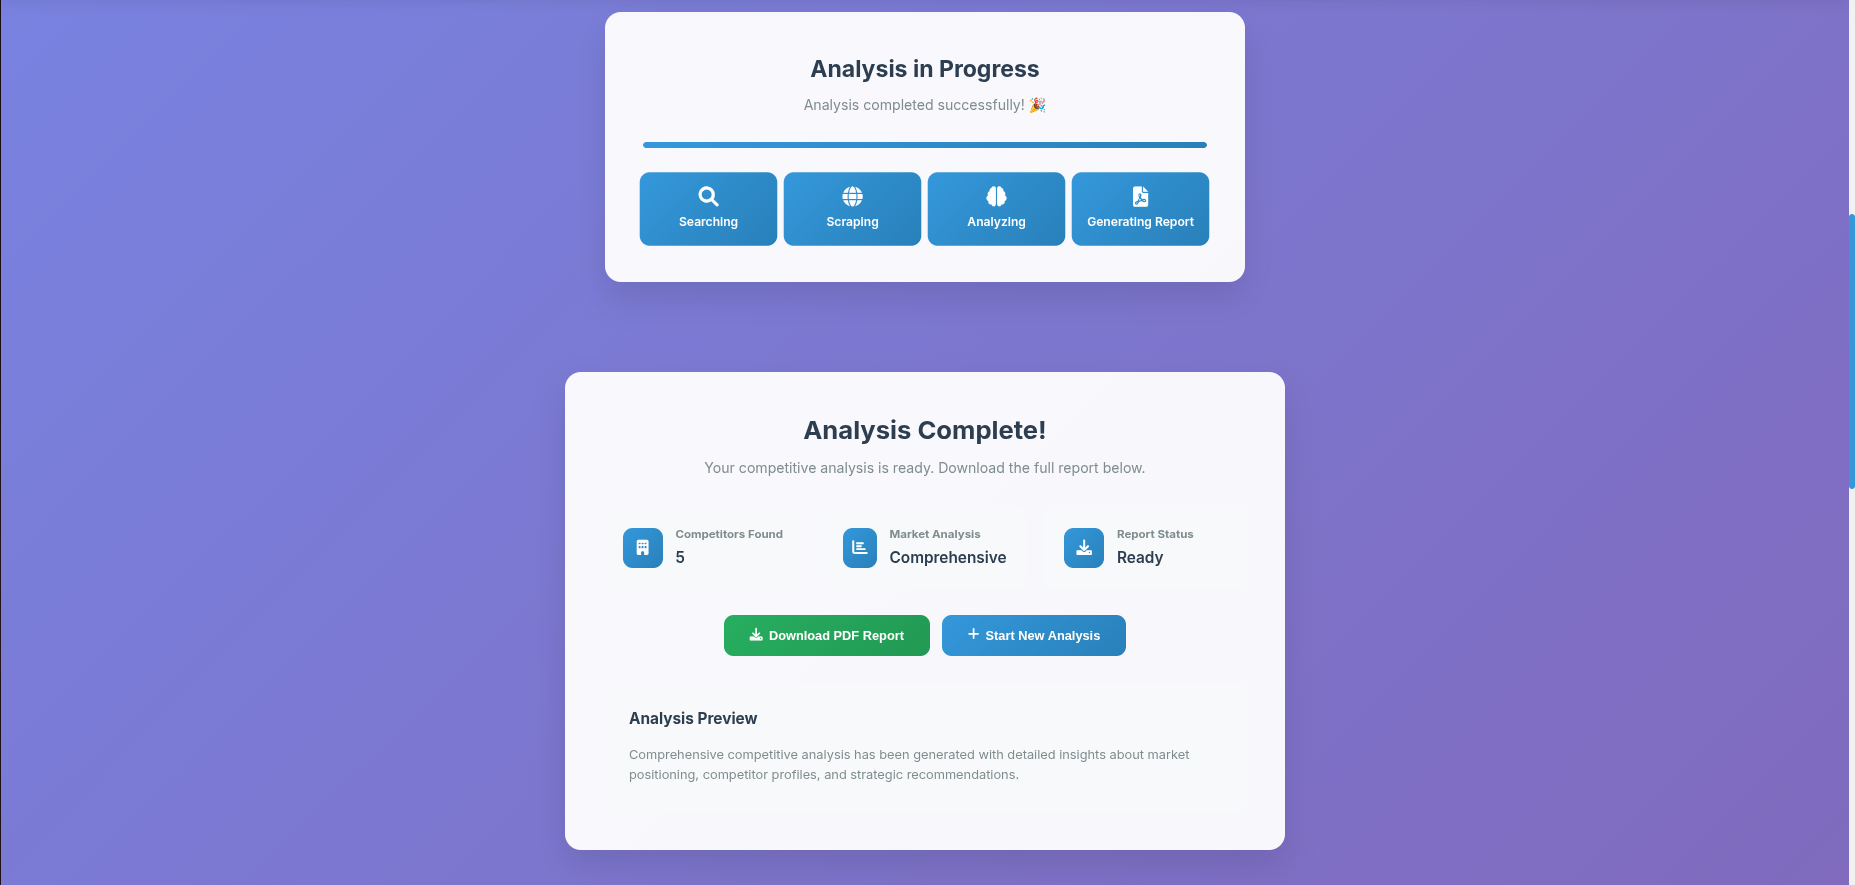 Analysis in Progress
Analysis completed successfully! 🎉
Searching
Scraping
Analyzing
Generating Report
Analysis Complete!
Your competitive analysis is ready. Download the full report below.
Competitors Found
5
Market Analysis
Comprehensive
Report Status
Ready
Download PDF Report
Start New Analysis
Analysis Preview
Comprehensive competitive analysis has been generated with detailed insights about market
positioning, competitor profiles, and strategic recommendations.